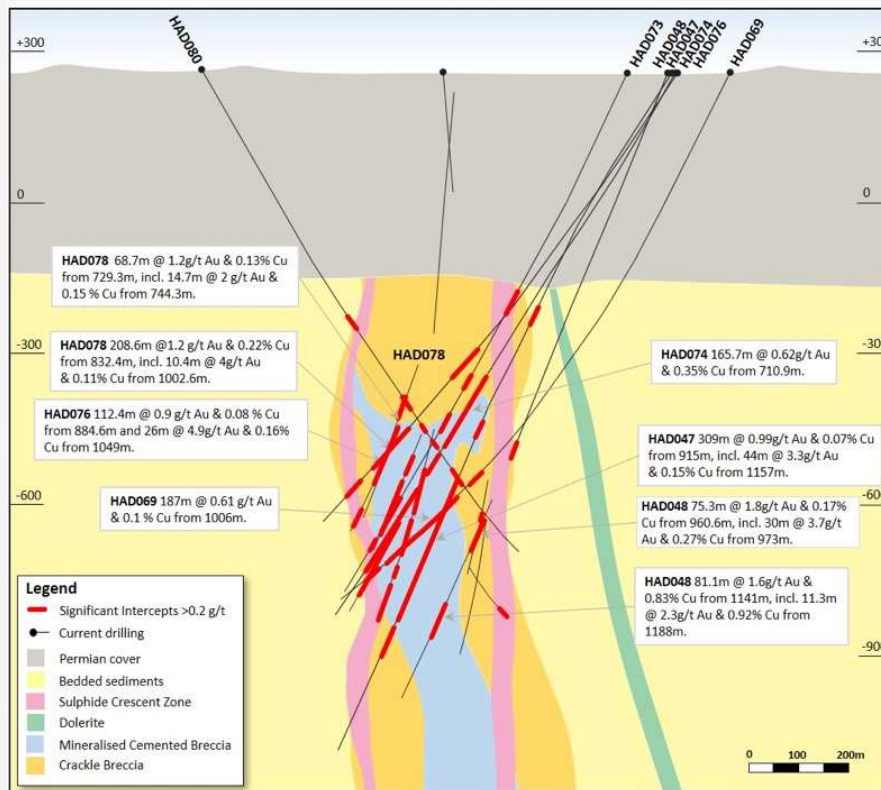 HAD080
HAD073
HAD048
HAD047
HAD074
HAD076
HAD069
+300
+30
0
0
-300
-30
-600
-60
-900
-90
HAD078 68.7m @ 1.2g/t Au & 0.13% Cu
from 729.3m, incl. 14.7m @ 2 g/t Au &
0.15 % Cu from 744.3m.
HAD078 208.6m @1.2 g/t Au & 0.22% Cu
from 832.4m, incl. 10.4m @ 4g/t Au
& 0.11% Cu from 1002.6m.
HAD076 112.4m @ 0.9 g/t Au & 0.08 % Cu
from 884.6m and 26m @ 4.9g/t Au & 0.16%
Cu from 1049m.
HAD069 187m @ 0.61 g/t Au
& 0.1 % Cu from 1006m.
HAD078
HAD074 165.7m @ 0.62g/t Au
& 0.35% Cu from 710.9m.
HAD047 309m @ 0.99g/t Au & 0.07% Cu
from 915m, incl. 44m @ 3.3g/t Au
& 0.15% Cu from 1157m.
HAD048 75.3m @ 1.8g/t Au & 0.17%
Cu from 960.6m, incl. 30m @ 3.7g/t
Au & 0.27% Cu from 973m.
HAD048 81.1m @ 1.6g/t Au &
0.83% Cu from 1141m, incl. 11.3m
@ 2.3g/t Au & 0.92% Cu from
1188m.
Legend
Significant Intercepts >0.2 g/t
Current drilling
Permian cover
Bedded sediments
Sulphide Crescent Zone
Dolerite
Mineralised Cemented Breccia
Crackle Breccia
0 100 200m